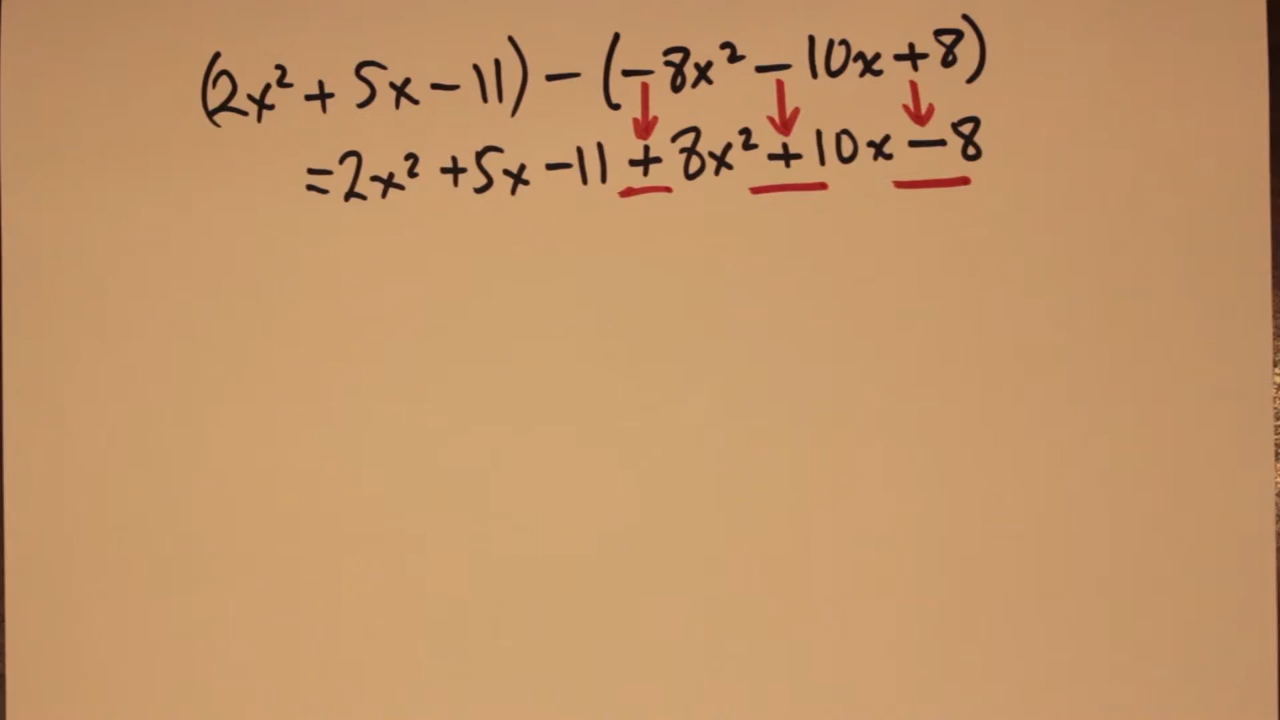 (2x² + 5x - 11) - (-8x² - 10x + 8)
= 2x² + 5x - 11 + 8x² + 10x - 8